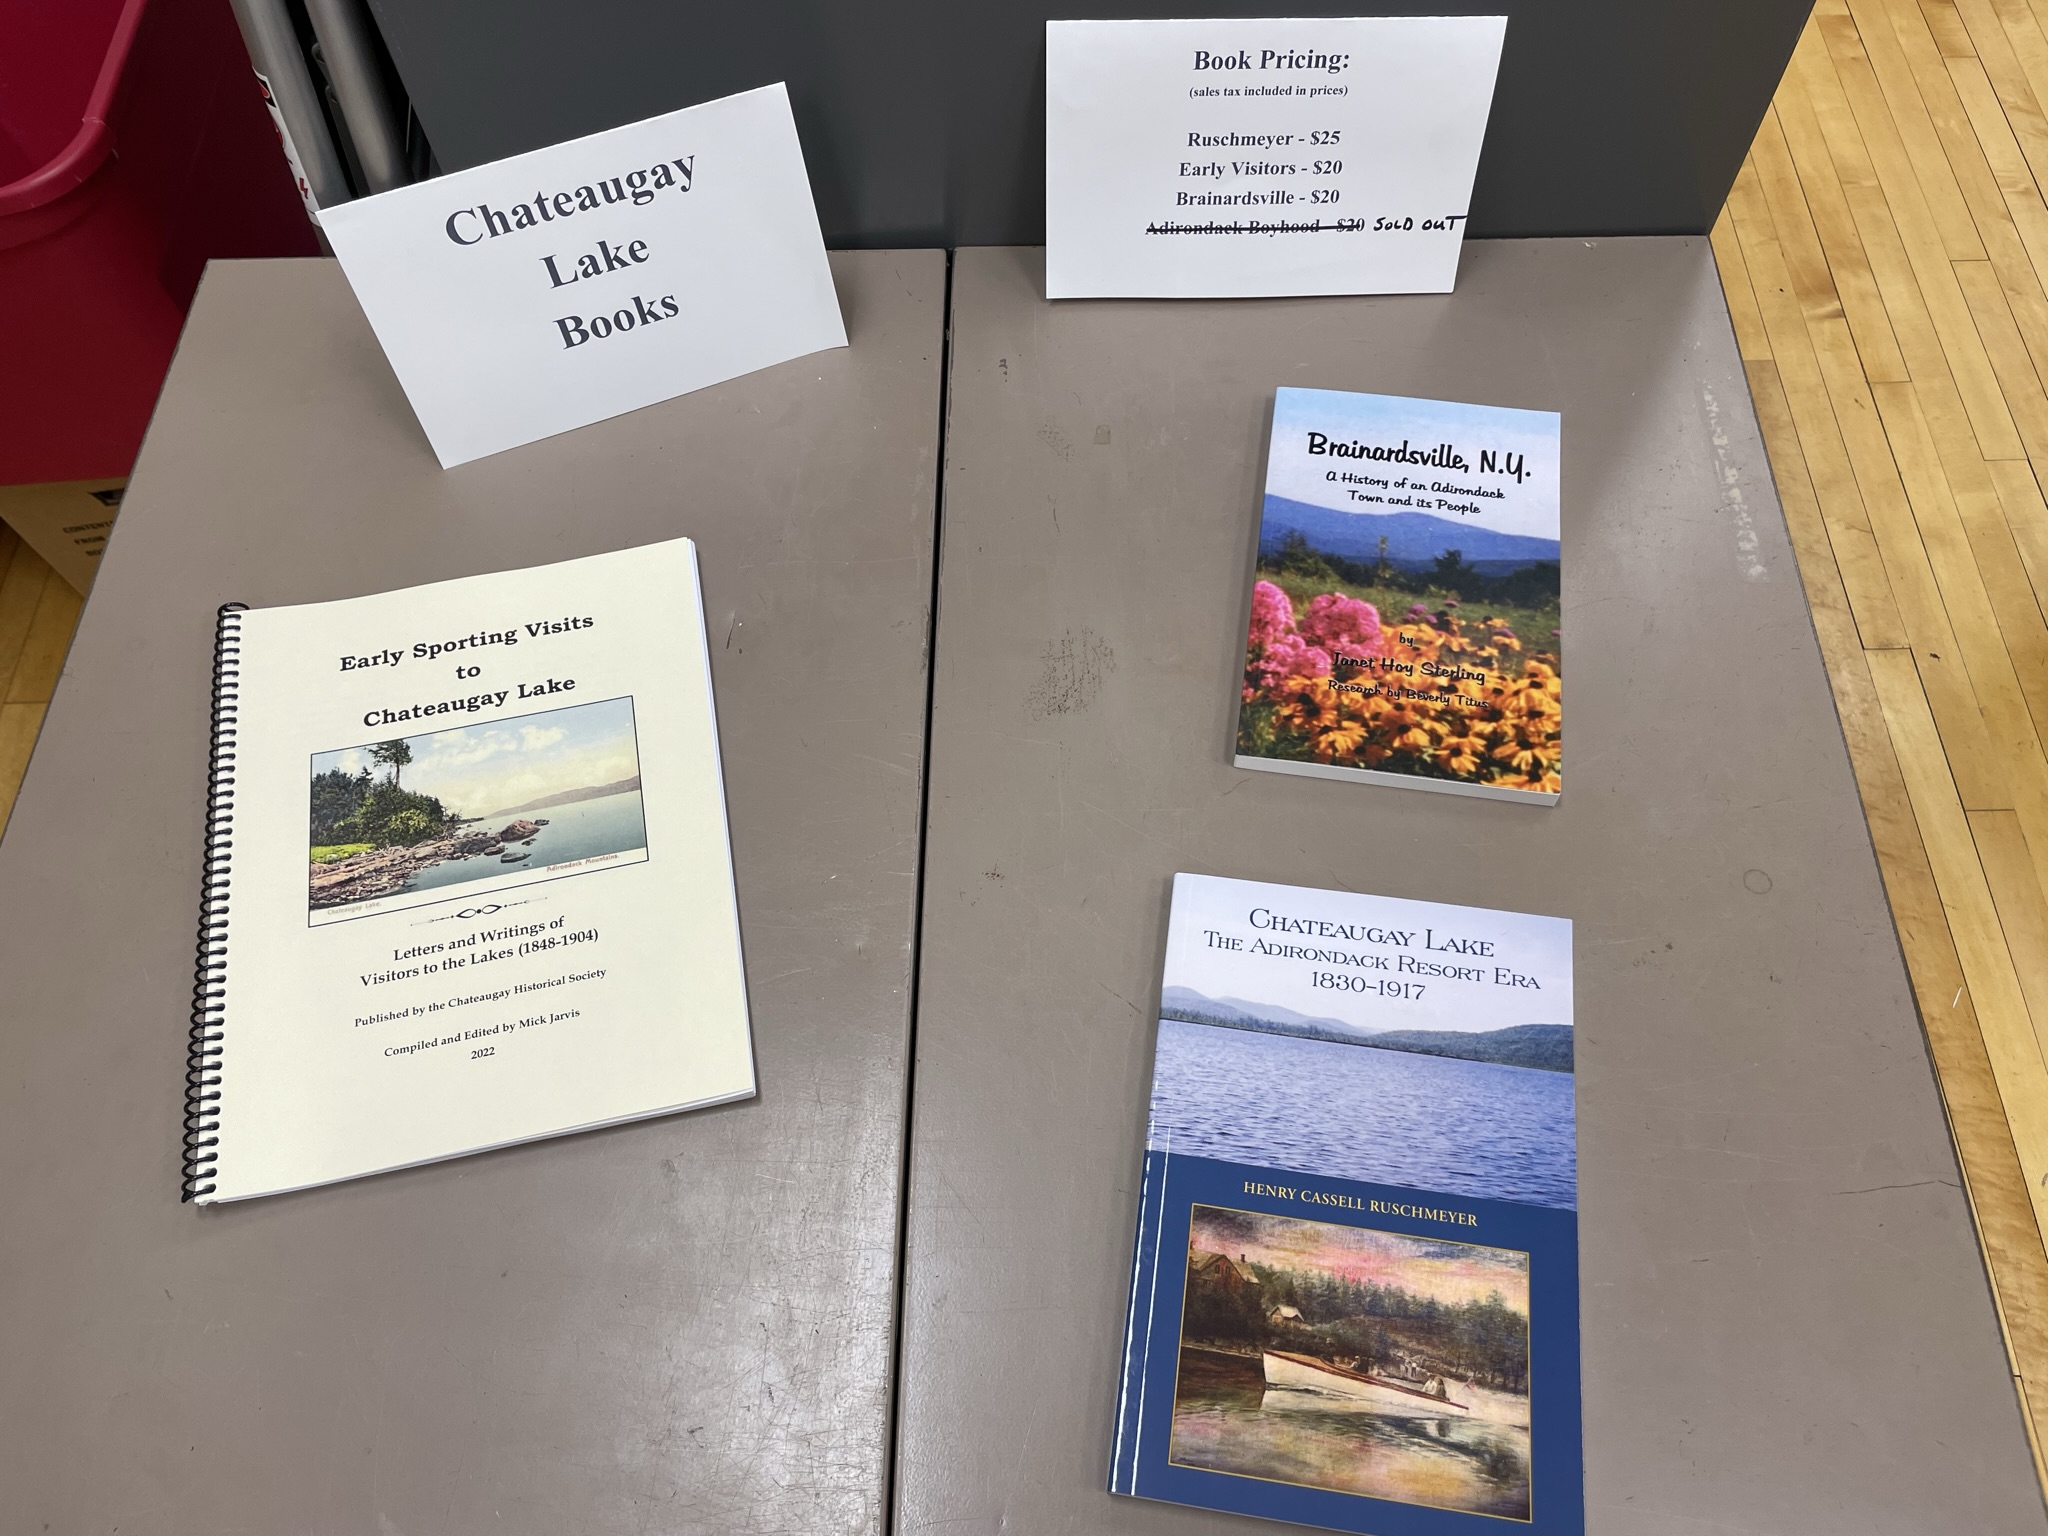 Chateaugay
Lake
Books
Book Pricing:
(sales tax included in prices)
Ruschmeyer - $25
Early Visitors - $20
Brainardsville - $20
Adirondack Boyhood - $20 SOLD OUT
Brainardsville, N.Y.
A History of an Adirondack
Town and its People
by
Janet Hoy Sterling
Research by Beverly Titus
Early Sporting Visits
to
Chateaugay Lake
Adirondack Mountains.
Chateaugay Lake.
Letters and Writings of
Visitors to the Lakes (1848-1904)
Published by the Chateaugay Historical Society
Compiled and Edited by Mick Jarvis
2022
CHATEAUGAY LAKE
THE ADIRONDACK RESORT ERA
1830-1917
HENRY CASSELL RUSCHMEYER